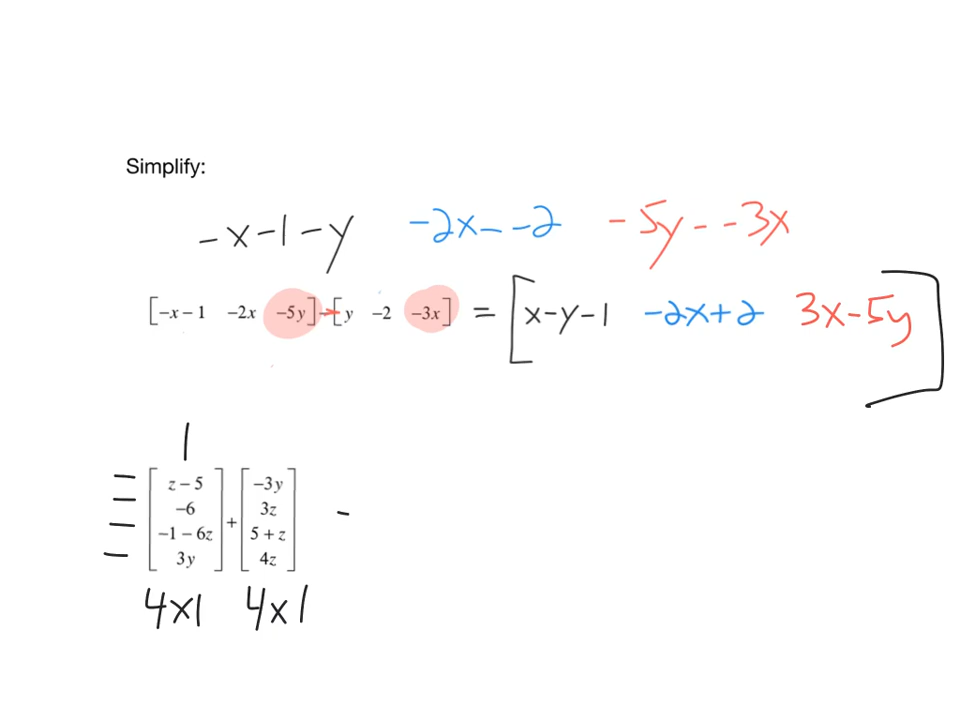 Simplify:
-x-1-y -2x--2 -5y--3x
[-x-1 -2x -5y]-[y -2 -3x] = [x-y-1 -2x+2 3x-5y]
1
[z-5 [-3y
-6 3z
-1-6z + 5+z -
3y] 4z]
4x1 4x1